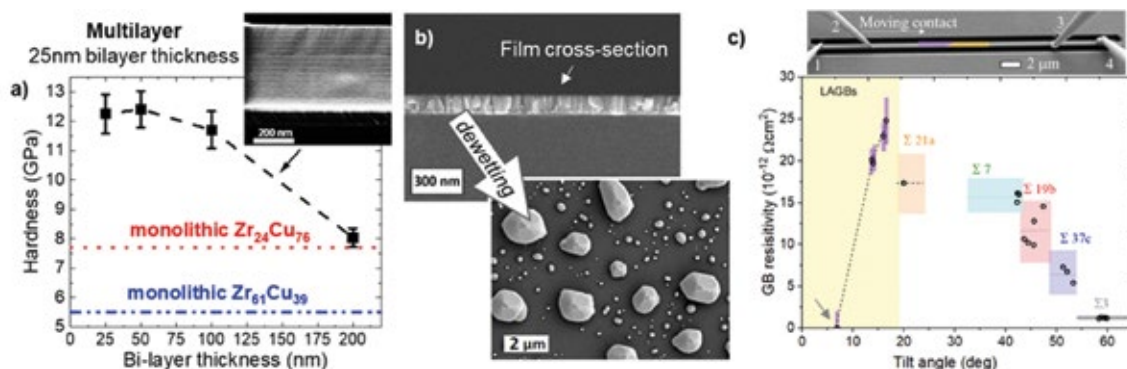 Multilayer
25nm bilayer thickness
a)
200 nm
Hardness (GPa)
13
12
11
10
9
8
7
6
5
monolithic Zr24Cu76
monolithic Zr61Cu39
25 50 75 100 125 150 175 200
Bi-layer thickness (nm)
b)
Film cross-section
dewetting
300 nm
2 μm
c)
Moving contact
2
3
1
2 μm
4
GB resisitivity (10-12 Ωcm2)
30
25
20
15
10
5
0
LAGBs
Σ 21a
Σ 7
Σ 19b
Σ 37c
Σ3
0 10 20 30 40 50 60
Tilt angle (deg)